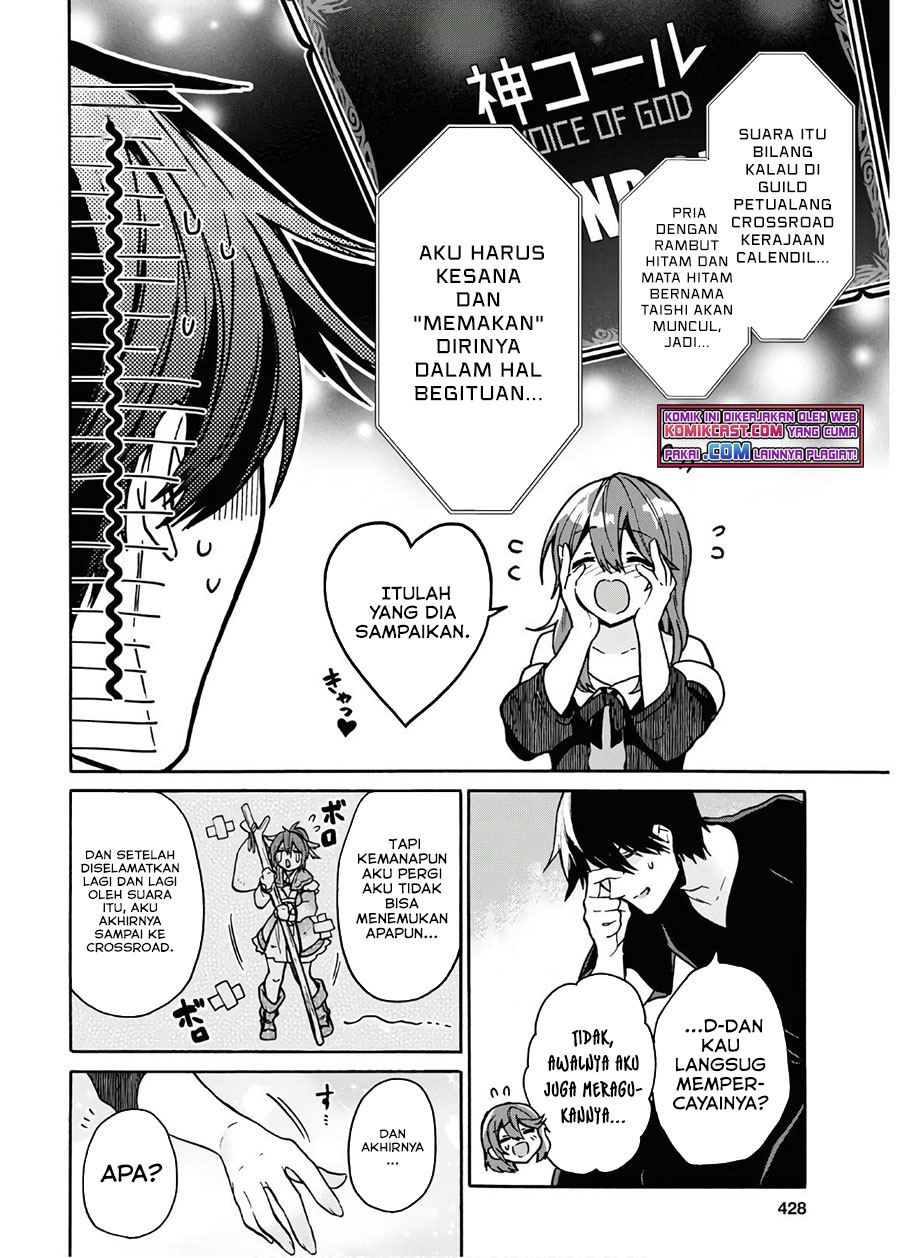 神コール
OICE OF GOD
ND
SUARA ITU
BILANG
KALAU DI
GUILD
PETUALANG
CROSSROAD
KERAJAAN
CALENDIL...
PRIA
DENGAN
RAMBUT
HITAM DAN
MATA HITAM
BERNAMA
TAISHI AKAN
MUNCUL,
JADI...
AKU HARUS
KESANA
DAN
"MEMAKAN"
DIRINYA
DALAM HAL
BEGITUAN...
KOMIK INI DIKERJAKAN OLEH WEB
KOMIKCAST.COM YANG CUMA
PAKAI .COM LAINNYA PLAGIAT!
ITULAH
YANG DIA
SAMPAIKAN.
きゃっ♥
...D-DAN
KAU
LANGSUG
MEMPER-
CAYAINYA?
TIDAK,
AWALNYA AKU
JUGA MERAGU-
KANNYA...
TAPI
KEMANAPUN
AKU PERGI
AKU TIDAK
BISA
MENEMUKAN
APAPUN...
ボロ
DAN SETELAH
DISELAMATKAN
LAGI DAN LAGI
OLEH SUARA
ITU, AKU
AKHIRNYA
SAMPAI KE
CROSSROAD.
ボロ
DAN
AKHIRNYA
...
す...
APA?
428